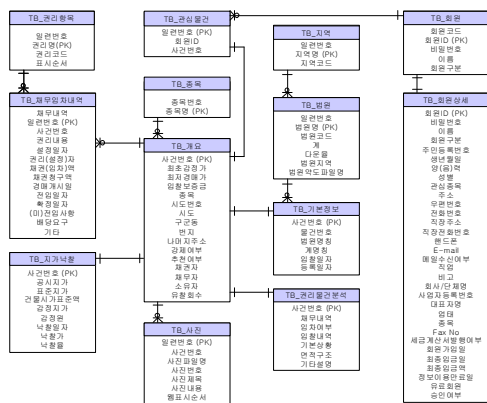 TB_권리항목
일련번호
권리명(PK)
권리코드
표시순서
TB_관심물건
일련번호 (PK)
회원ID
사건번호
TB_지역
일련번호
지역명 (PK)
지역코드
TB_회원
회원코드
회원ID (PK)
비밀번호
이름
회원구분
TB_채무임차내역
채무내역
일련번호 (PK)
사건번호
권리내용
설정일자
권리(설정)자
채권(임차)액
채권청구액
경매개시일
전입일자
확정일자
(미)전입사항
배당요구
기타
TB_종목
종목번호
종목명 (PK)
TB_법원
일련번호
법원명 (PK)
법원코드
계
다운율
법원지역
법원약도파일명
TB_회원상세
회원ID (PK)
비밀번호
이름
회원구분
주민등록번호
생년월일
양(음)력
성별
관심종목
주소
우편번호
전화번호
직장주소
직장전화번호
핸드폰
E-mail
메일수신여부
직업
비고
회사/단체명
사업자등록번호
대표자명
업태
종목
Fax No
세금계산서발행여부
회원가입일
최종입금일
최종입금액
정보이용만료일
유료회원
승인여부
TB_개요
사건번호 (PK)
최초감정가
최저경매가
입찰보증금
종목
시도번호
시도
구군동
번지
나머지주소
강제여부
추천여부
채권자
채무자
소유자
유찰회수
TB_기본정보
사건번호 (PK)
물건번호
법원명칭
계명칭
입찰일자
등록일자
TB_지가낙찰
사건번호 (PK)
공시지가
표준지가
건물시가표준액
감정지가
감정원
낙찰일자
낙찰가
낙찰율
TB_사진
일련번호 (PK)
사건번호
사진파일명
사진번호
사진제목
사진내용
웹표시순서
TB_권리물건분석
사건번호 (PK)
채무내역
임차여부
입찰내역
기본상황
면적구조
기타설명